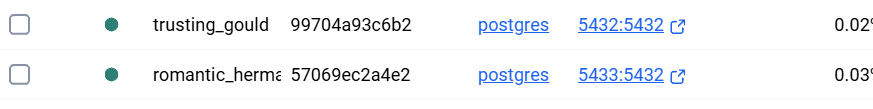 trusting_gould 99704a93c6b2 postgres 5432:5432 0.02
romantic_herma 57069ec2a4e2 postgres 5433:5432 0.03